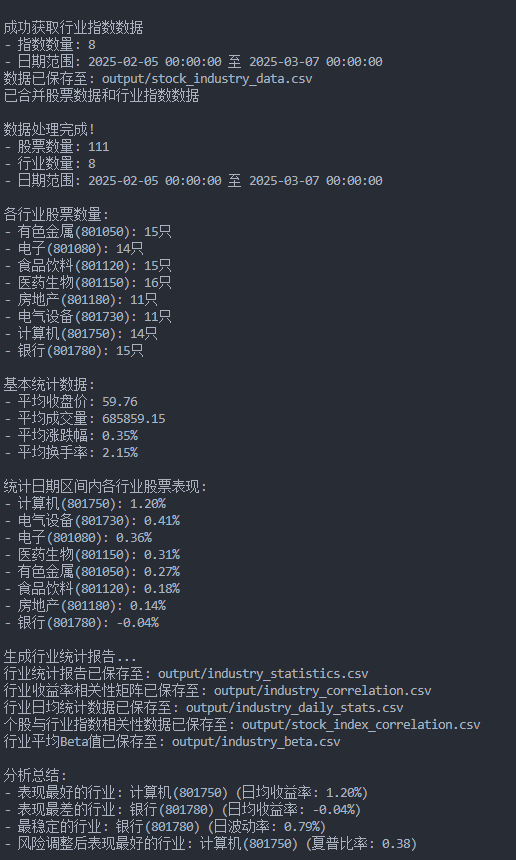 成功获取行业指数数据
- 指数数量: 8
- 日期范围: 2025-02-05 00:00:00 至 2025-03-07 00:00:00
数据已保存至: output/stock_industry_data.csv
已合并股票数据和行业指数数据
数据处理完成!
- 股票数量: 111
- 行业数量: 8
- 日期范围: 2025-02-05 00:00:00 至 2025-03-07 00:00:00
各行业股票数量:
- 有色金属(801050): 15只
- 电子(801080): 14只
- 食品饮料(801120): 15只
- 医药生物(801150): 16只
- 房地产(801180): 11只
- 电气设备(801730): 11只
- 计算机(801750): 14只
- 银行(801780): 15只
基本统计数据:
- 平均收盘价: 59.76
- 平均成交量: 685859.15
- 平均涨跌幅: 0.35%
- 平均换手率: 2.15%
统计日期区间内各行业股票表现:
- 计算机(801750): 1.20%
- 电气设备(801730): 0.41%
- 电子(801080): 0.36%
- 医药生物(801150): 0.31%
- 有色金属(801050): 0.27%
- 食品饮料(801120): 0.18%
- 房地产(801180): 0.14%
- 银行(801780): -0.04%
生成行业统计报告...
行业统计报告已保存至: output/industry_statistics.csv
行业收益率相关性矩阵已保存至: output/industry_correlation.csv
行业日均统计数据已保存至: output/industry_daily_stats.csv
个股与行业指数相关性数据已保存至: output/stock_index_correlation.csv
行业平均Beta值已保存至: output/industry_beta.csv
分析总结:
- 表现最好的行业: 计算机(801750) (日均收益率: 1.20%)
- 表现最差的行业: 银行(801780) (日均收益率: -0.04%)
- 最稳定的行业: 银行(801780) (日波动率: 0.79%)
- 风险调整后表现最好的行业: 计算机(801750) (夏普比率: 0.38)